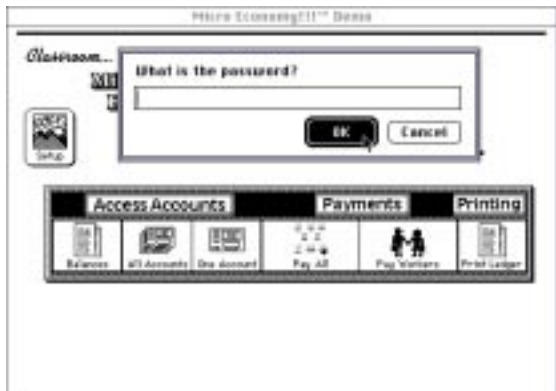 Micro Economy!!!™ Demo
Classroom...
What is the password?
OK Cancel
Setup
Access Accounts Payments Printing
Balances All Accounts One Account Pay All Pay Workers Print Ledger